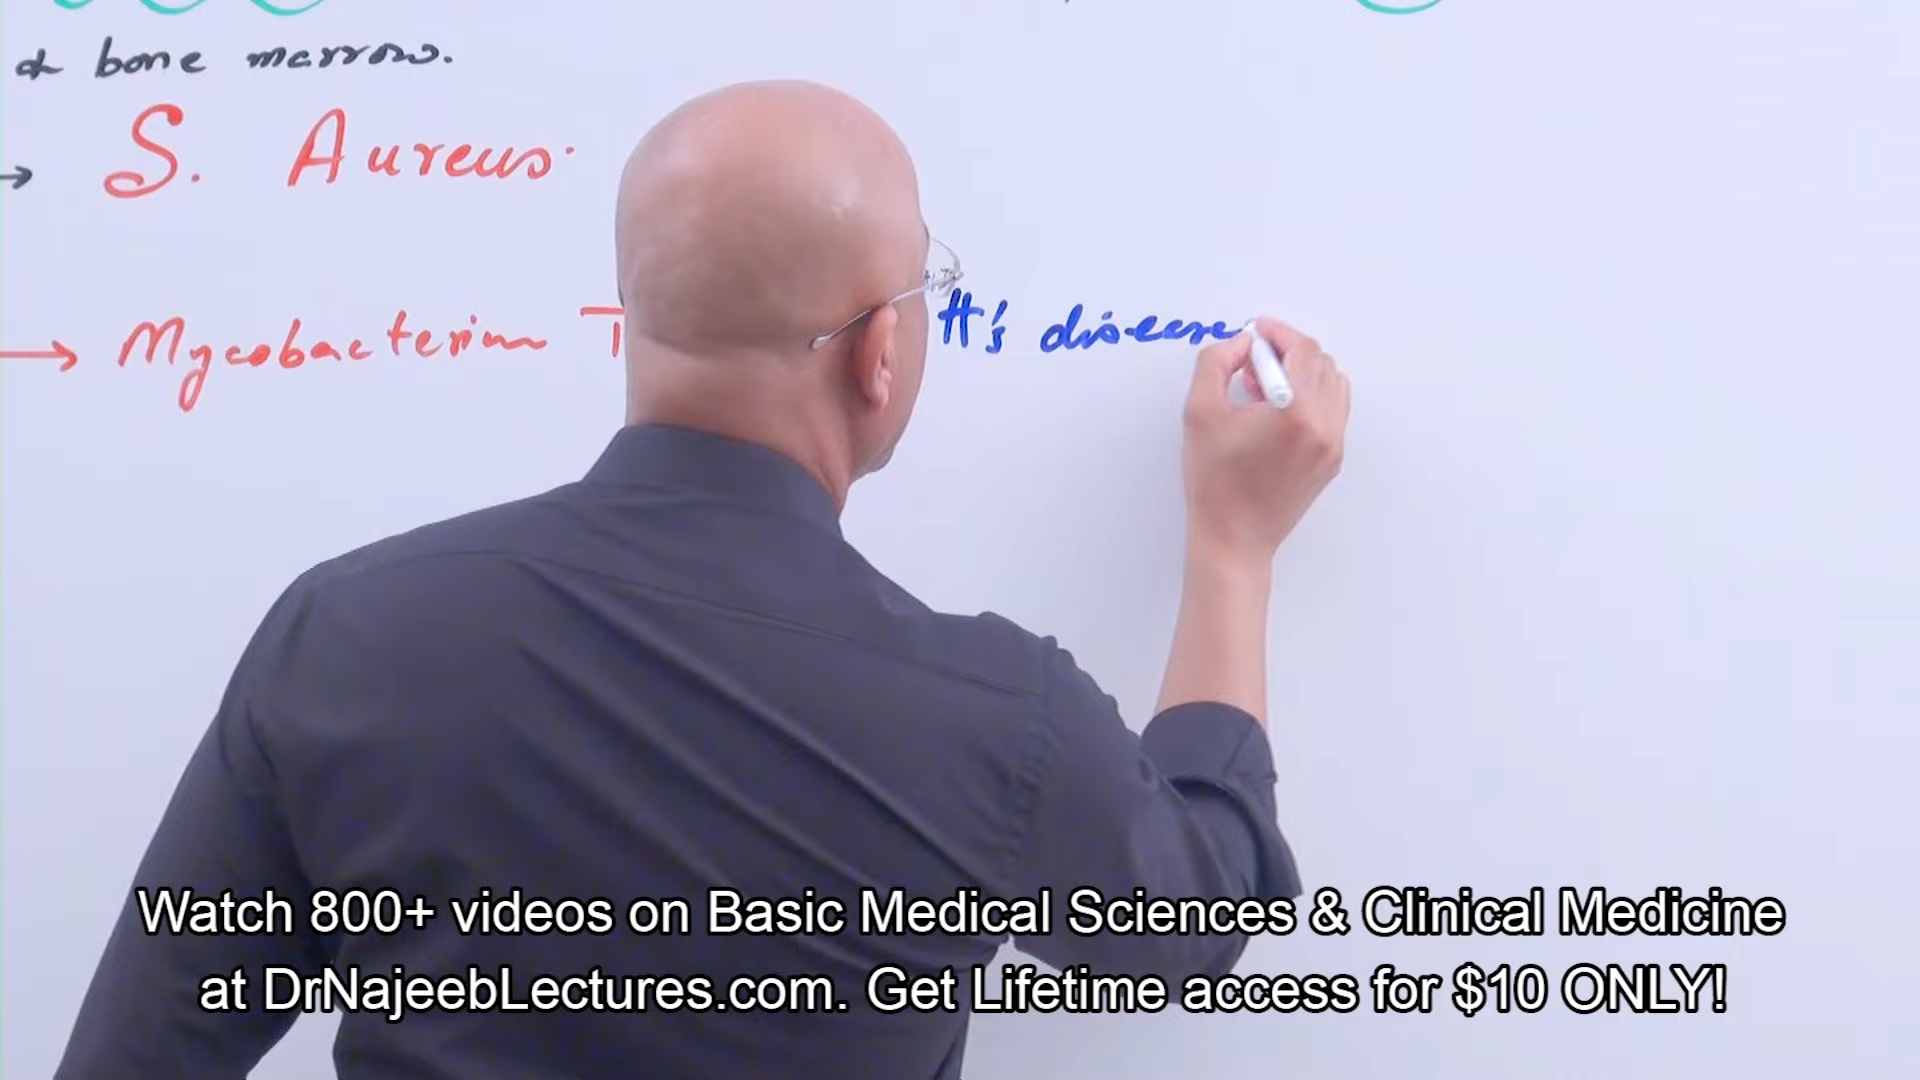 & bone marrow.
→ S. Aureus.
→ Mycobacterium T
tt's disease
Watch 800+ videos on Basic Medical Sciences & Clinical Medicine
at DrNajeebLectures.com. Get Lifetime access for $10 ONLY!